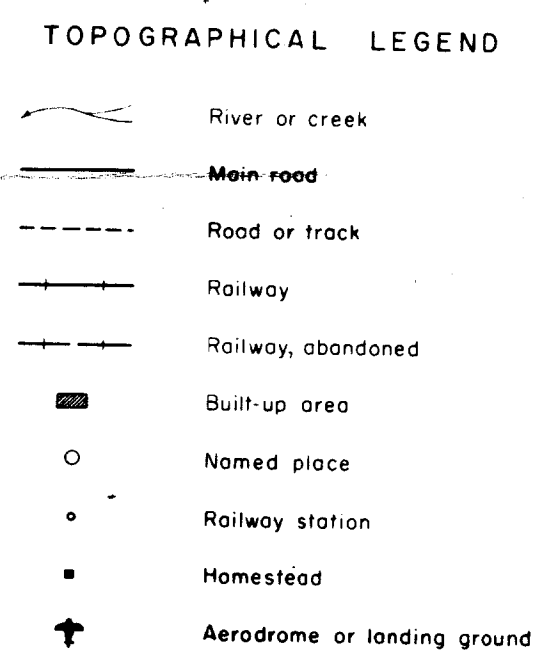 TOPOGRAPHICAL LEGEND
River or creek
Main road
Road or track
Railway
Railway, abandoned
Built-up area
Named place
Railway station
Homestead
Aerodrome or landing ground